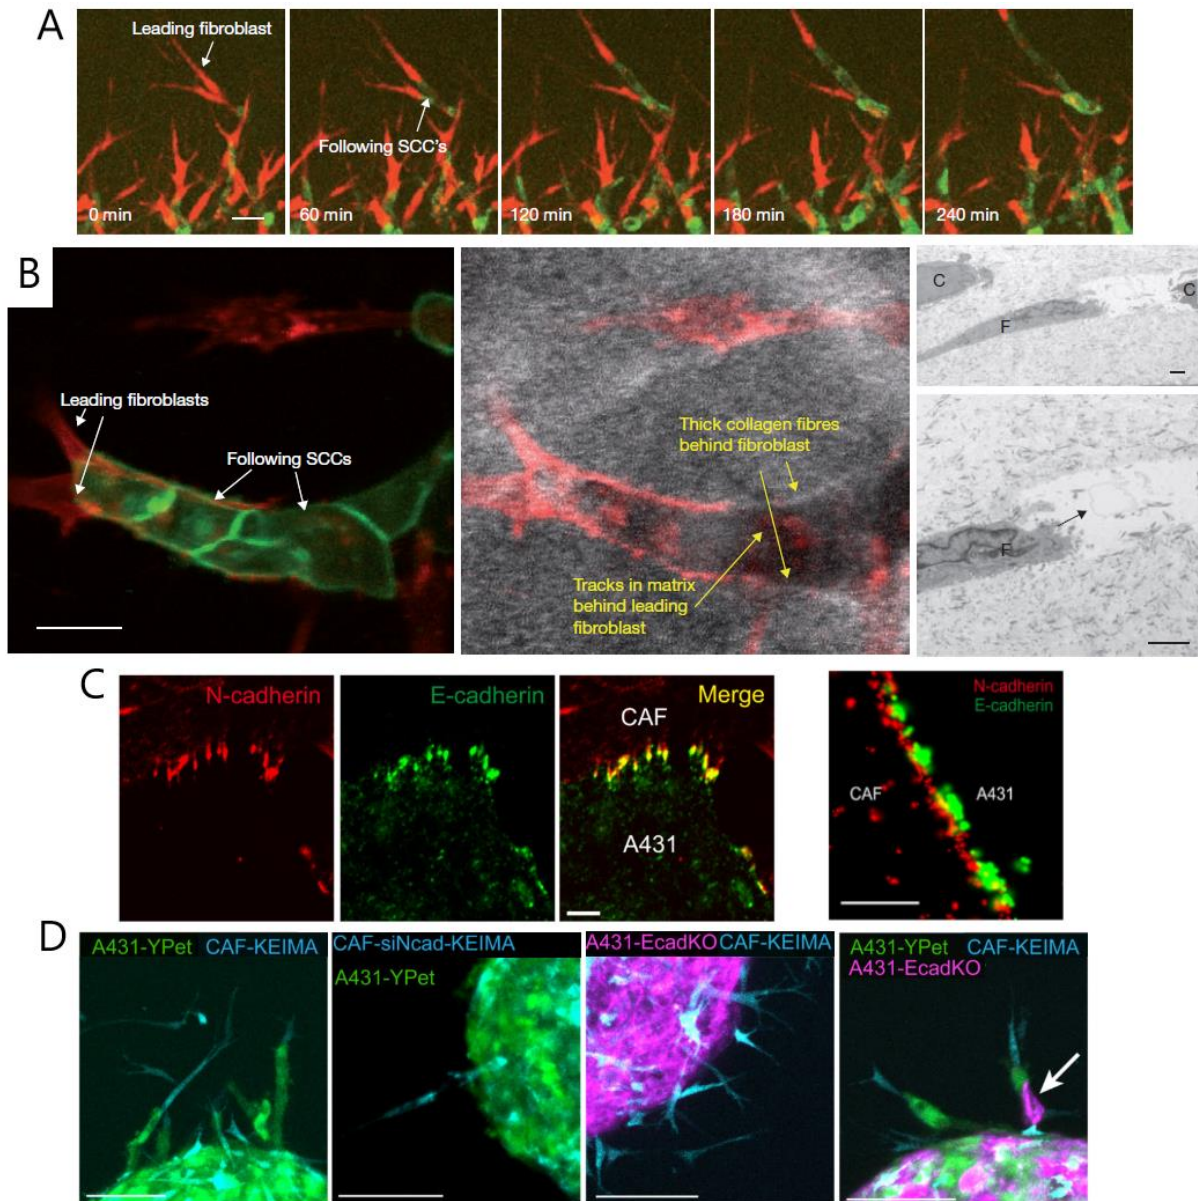 A
Leading fibroblast
Following SCC's
0 min
60 min
120 min
180 min
240 min
B
Leading fibroblasts
Following SCCs
Thick collagen fibres
behind fibroblast
Tracks in matrix
behind leading
fibroblast
C
C
F
F
C
N-cadherin
E-cadherin
Merge
CAF
A431
N-cadherin
E-cadherin
CAF
A431
D
A431-YPet CAF-KEIMA
CAF-siNcad-KEIMA
A431-YPet
A431-EcadKO CAF-KEIMA
A431-YPet CAF-KEIMA
A431-EcadKO